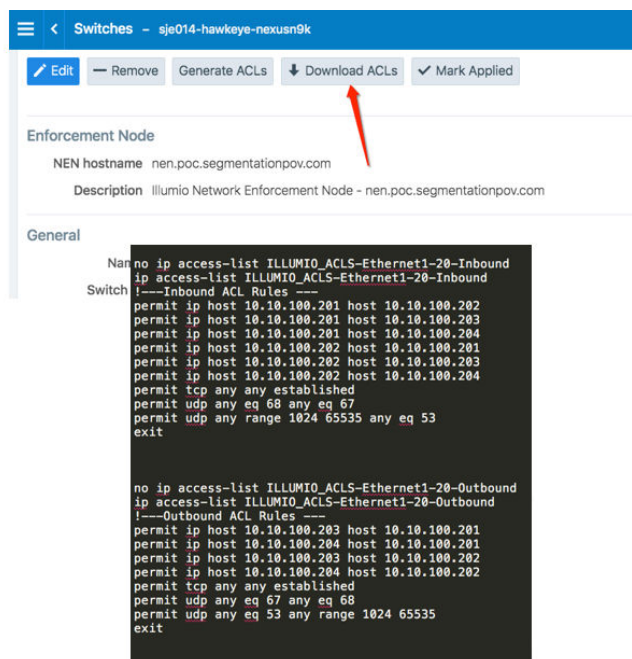 Switches – sje014-hawkeye-nexusn9k
Edit Remove Generate ACLs Download ACLs Mark Applied
Enforcement Node
NEN hostname nen.poc.segmentationpov.com
Description Illumio Network Enforcement Node - nen.poc.segmentationpov.com
General
Nam
Switch
no ip access-list ILLUMIO_ACLS-Ethernet1-20-Inbound
ip access-list ILLUMIO_ACLS-Ethernet1-20-Inbound
!---Inbound ACL Rules ---
permit ip host 10.10.100.201 host 10.10.100.202
permit ip host 10.10.100.201 host 10.10.100.203
permit ip host 10.10.100.201 host 10.10.100.204
permit ip host 10.10.100.202 host 10.10.100.201
permit ip host 10.10.100.202 host 10.10.100.203
permit ip host 10.10.100.202 host 10.10.100.204
permit tcp any any established
permit udp any eq 68 any eq 67
permit udp any range 1024 65535 any eq 53
exit
no ip access-list ILLUMIO_ACLS-Ethernet1-20-Outbound
ip access-list ILLUMIO_ACLS-Ethernet1-20-Outbound
!---Outbound ACL Rules ---
permit ip host 10.10.100.203 host 10.10.100.201
permit ip host 10.10.100.204 host 10.10.100.201
permit ip host 10.10.100.203 host 10.10.100.202
permit ip host 10.10.100.204 host 10.10.100.202
permit tcp any any established
permit udp any eq 67 any eq 68
permit udp any eq 53 any range 1024 65535
exit